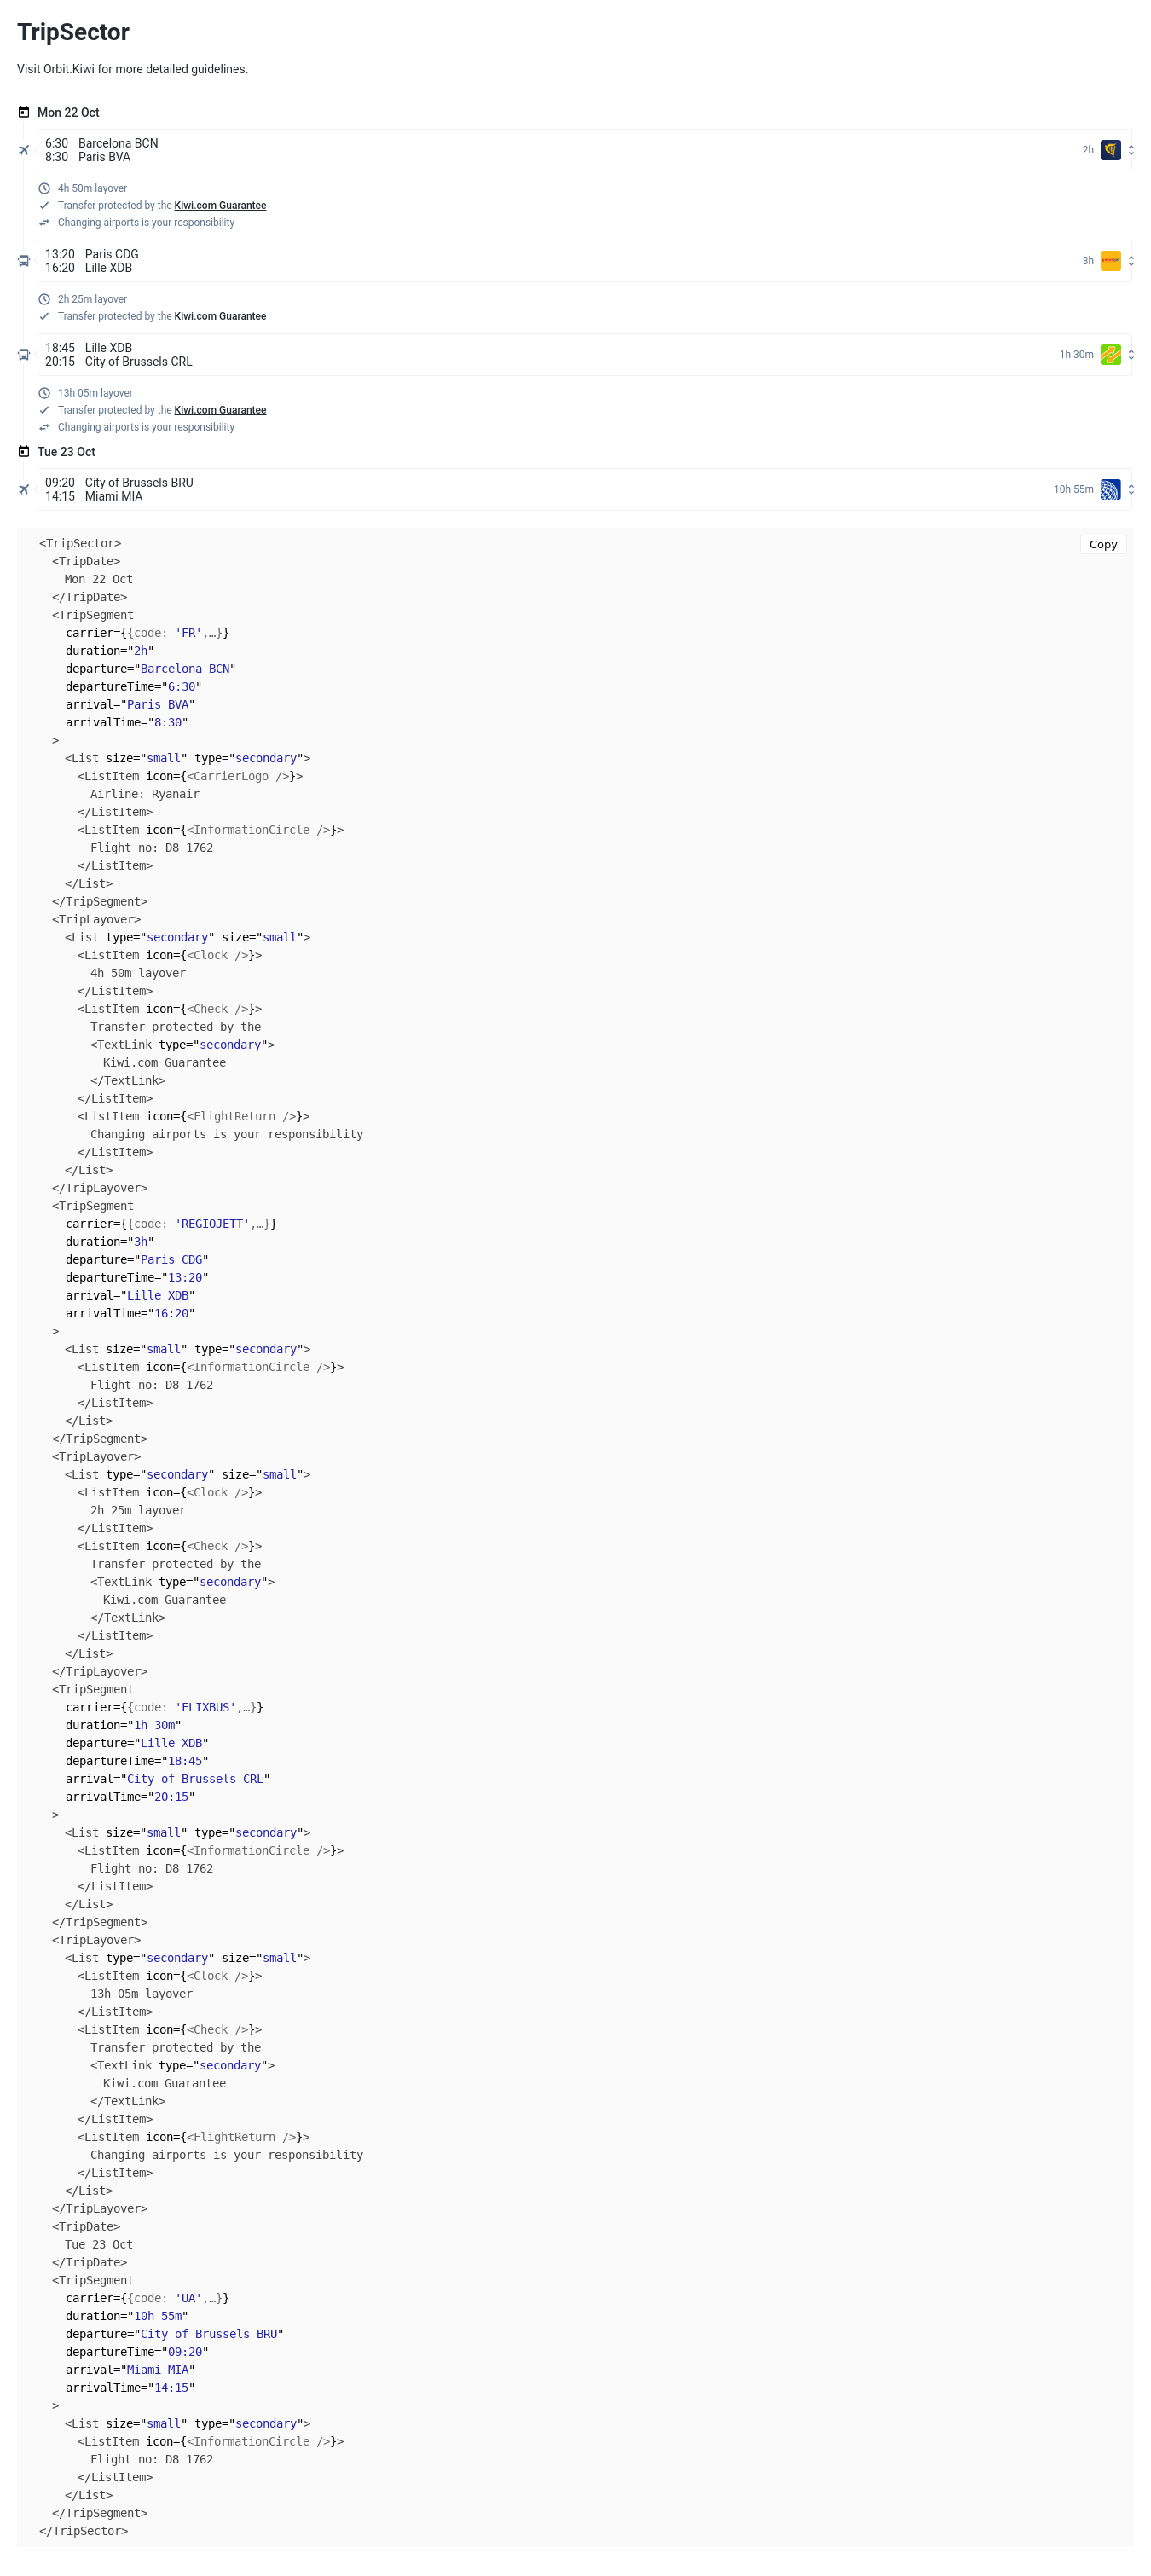 TripSector
Visit Orbit.Kiwi for more detailed guidelines.
Mon 22 Oct
6:30 Barcelona BCN
8:30 Paris BVA
2h
4h 50m layover
Transfer protected by the Kiwi.com Guarantee
Changing airports is your responsibility
13:20 Paris CDG
16:20 Lille XDB
3h
2h 25m layover
Transfer protected by the Kiwi.com Guarantee
18:45 Lille XDB
20:15 City of Brussels CRL
1h 30m
13h 05m layover
Transfer protected by the Kiwi.com Guarantee
Changing airports is your responsibility
Tue 23 Oct
09:20 City of Brussels BRU
14:15 Miami MIA
10h 55m
Copy
<TripSector>
<TripDate>
Mon 22 Oct
</TripDate>
<TripSegment
carrier={{code: 'FR',…}}
duration="2h"
departure="Barcelona BCN"
departureTime="6:30"
arrival="Paris BVA"
arrivalTime="8:30"
>
<List size="small" type="secondary">
<ListItem icon={<CarrierLogo />}>
Airline: Ryanair
</ListItem>
<ListItem icon={<InformationCircle />}>
Flight no: D8 1762
</ListItem>
</List>
</TripSegment>
<TripLayover>
<List type="secondary" size="small">
<ListItem icon={<Clock />}>
4h 50m layover
</ListItem>
<ListItem icon={<Check />}>
Transfer protected by the
<TextLink type="secondary">
Kiwi.com Guarantee
</TextLink>
</ListItem>
<ListItem icon={<FlightReturn />}>
Changing airports is your responsibility
</ListItem>
</List>
</TripLayover>
<TripSegment
carrier={{code: 'REGIOJETT',…}}
duration="3h"
departure="Paris CDG"
departureTime="13:20"
arrival="Lille XDB"
arrivalTime="16:20"
>
<List size="small" type="secondary">
<ListItem icon={<InformationCircle />}>
Flight no: D8 1762
</ListItem>
</List>
</TripSegment>
<TripLayover>
<List type="secondary" size="small">
<ListItem icon={<Clock />}>
2h 25m layover
</ListItem>
<ListItem icon={<Check />}>
Transfer protected by the
<TextLink type="secondary">
Kiwi.com Guarantee
</TextLink>
</ListItem>
</List>
</TripLayover>
<TripSegment
carrier={{code: 'FLIXBUS',…}}
duration="1h 30m"
departure="Lille XDB"
departureTime="18:45"
arrival="City of Brussels CRL"
arrivalTime="20:15"
>
<List size="small" type="secondary">
<ListItem icon={<InformationCircle />}>
Flight no: D8 1762
</ListItem>
</List>
</TripSegment>
<TripLayover>
<List type="secondary" size="small">
<ListItem icon={<Clock />}>
13h 05m layover
</ListItem>
<ListItem icon={<Check />}>
Transfer protected by the
<TextLink type="secondary">
Kiwi.com Guarantee
</TextLink>
</ListItem>
<ListItem icon={<FlightReturn />}>
Changing airports is your responsibility
</ListItem>
</List>
</TripLayover>
<TripDate>
Tue 23 Oct
</TripDate>
<TripSegment
carrier={{code: 'UA',…}}
duration="10h 55m"
departure="City of Brussels BRU"
departureTime="09:20"
arrival="Miami MIA"
arrivalTime="14:15"
>
<List size="small" type="secondary">
<ListItem icon={<InformationCircle />}>
Flight no: D8 1762
</ListItem>
</List>
</TripSegment>
</TripSector>